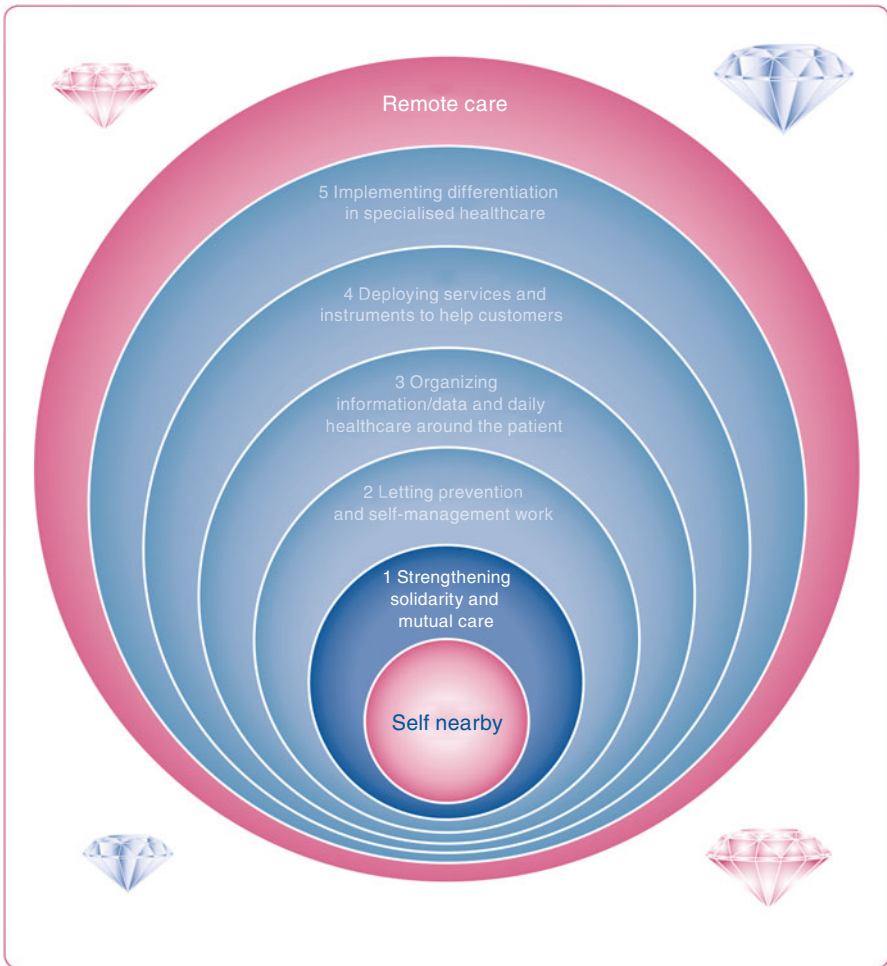 Remote care
5 Implementing differentiation
in specialised healthcare
4 Deploying services and
instruments to help customers
3 Organizing
information/data and daily
healthcare around the patient
2 Letting prevention
and self-management work
1 Strengthening
solidarity and
mutual care
Self nearby